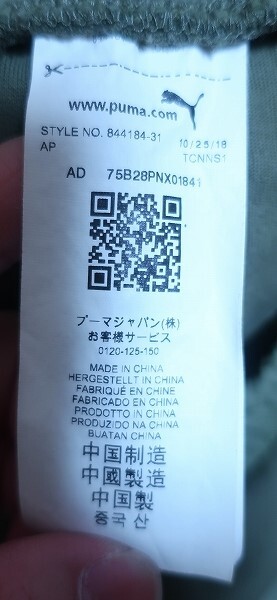 www.puma.com
STYLE NO. 844184-31 10/25/18
AP TCNNS1
AD 75B28PNX01841
プーマジャパン(株)
お客様サービス
0120-125-150
MADE IN CHINA
HERGESTELLT IN CHINA
FABRIQUÉ EN CHINE
FABRICADO EN CHINA
PRODOTTO IN CHINA
PRODUZIDO NA CHINA
BUATAN CHINA
中国制造
中國製造
中国製
중국 산